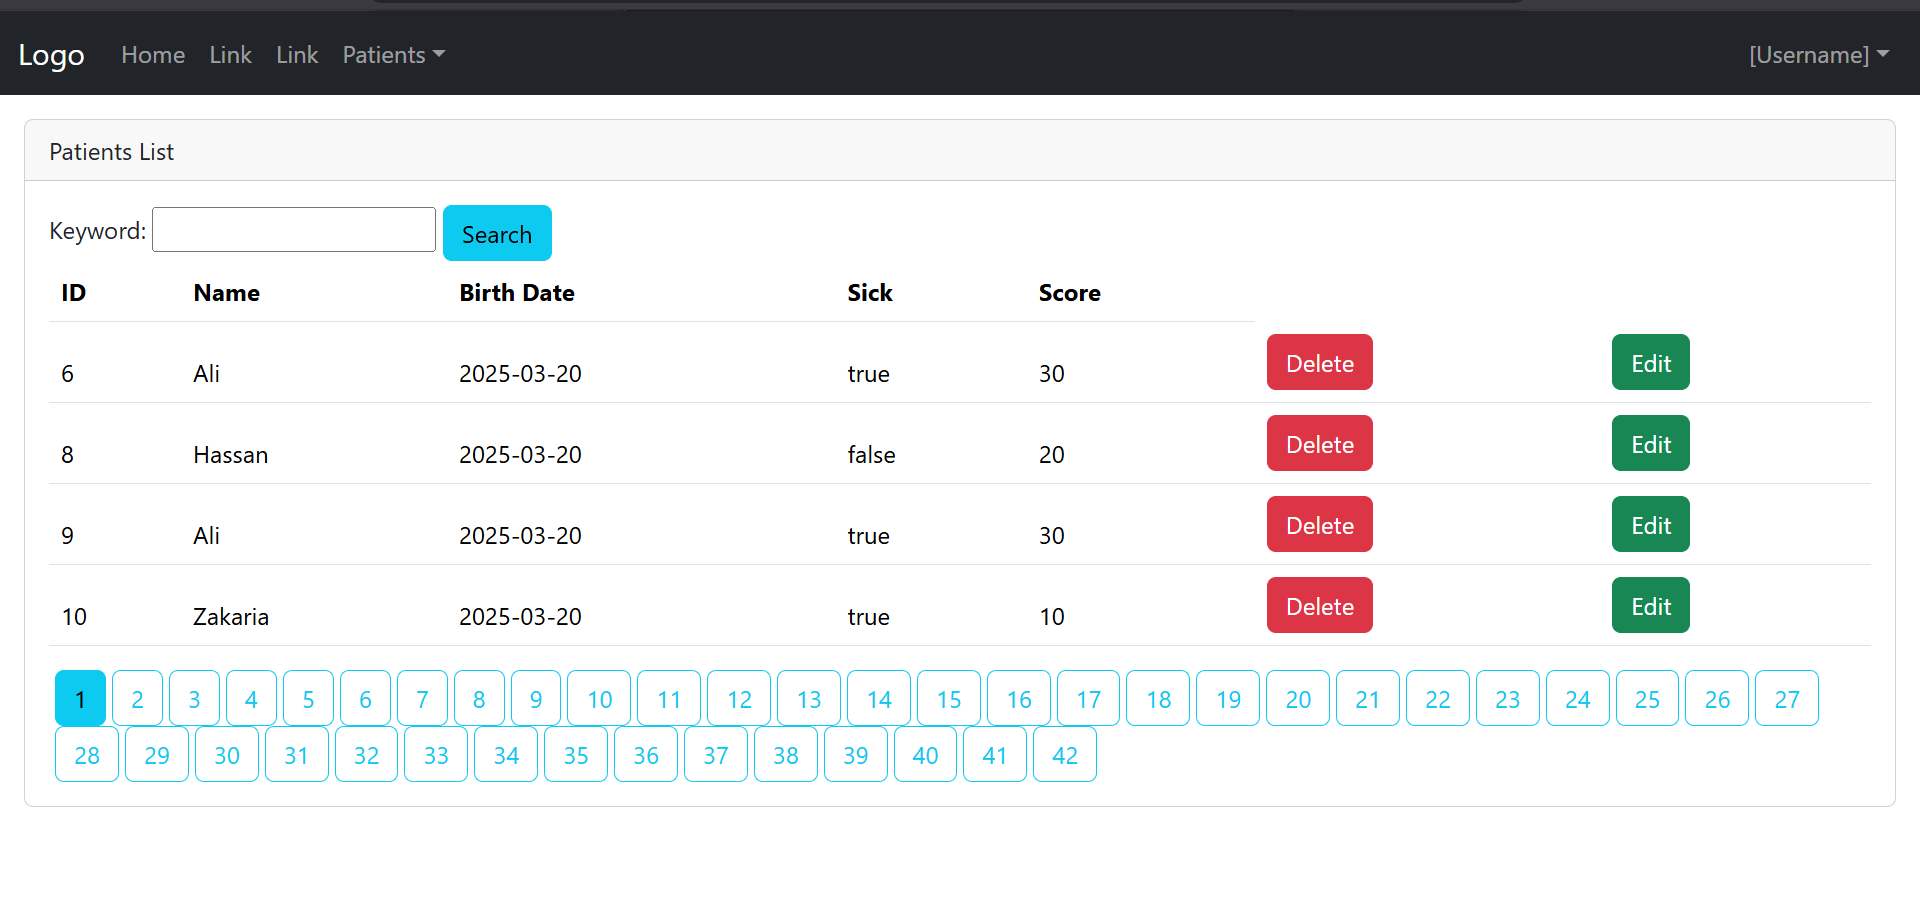 Logo Home Link Link Patients [Username]
Patients List
Keyword: Search
ID Name Birth Date Sick Score
6 Ali 2025-03-20 true 30 Delete Edit
8 Hassan 2025-03-20 false 20 Delete Edit
9 Ali 2025-03-20 true 30 Delete Edit
10 Zakaria 2025-03-20 true 10 Delete Edit
1 2 3 4 5 6 7 8 9 10 11 12 13 14 15 16 17 18 19 20 21 22 23 24 25 26 27
28 29 30 31 32 33 34 35 36 37 38 39 40 41 42